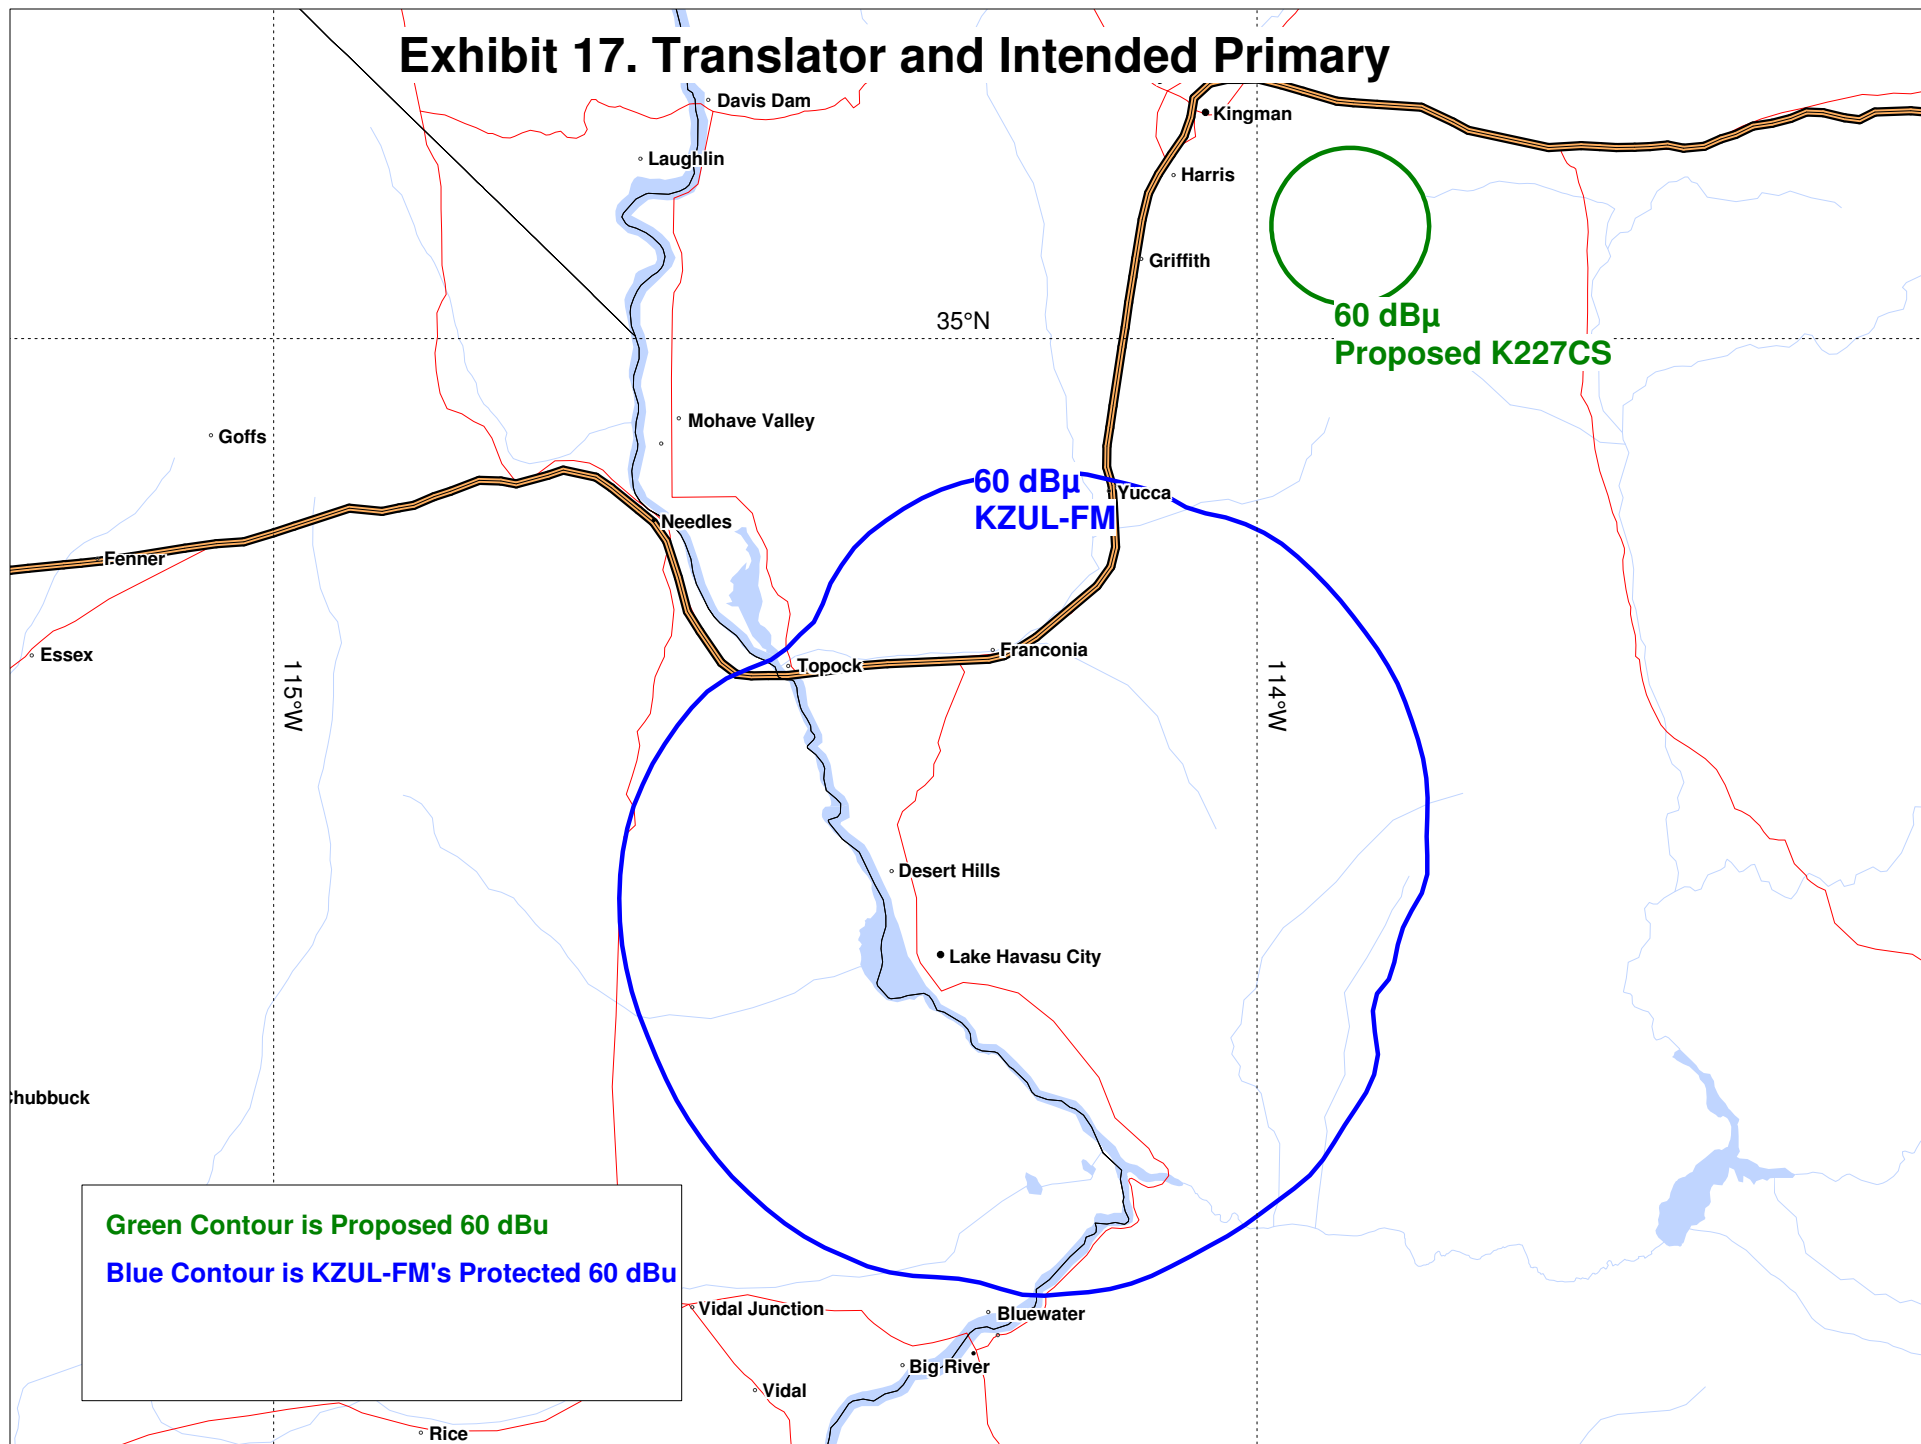 Exhibit 17. Translator and Intended Primary
Davis Dam
Kingman
Laughlin
Harris
Griffith
35°N
60 dBµ
Proposed K227CS
Mohave Valley
Goffs
60 dBµ
KZUL-FM
Yucca
Needles
Fenner
Essex
Franconia
Topock
115°W
114°W
Desert Hills
Lake Havasu City
hubbuck
Green Contour is Proposed 60 dBu
Blue Contour is KZUL-FM's Protected 60 dBu
Vidal Junction
Bluewater
Big River
Vidal
Rice